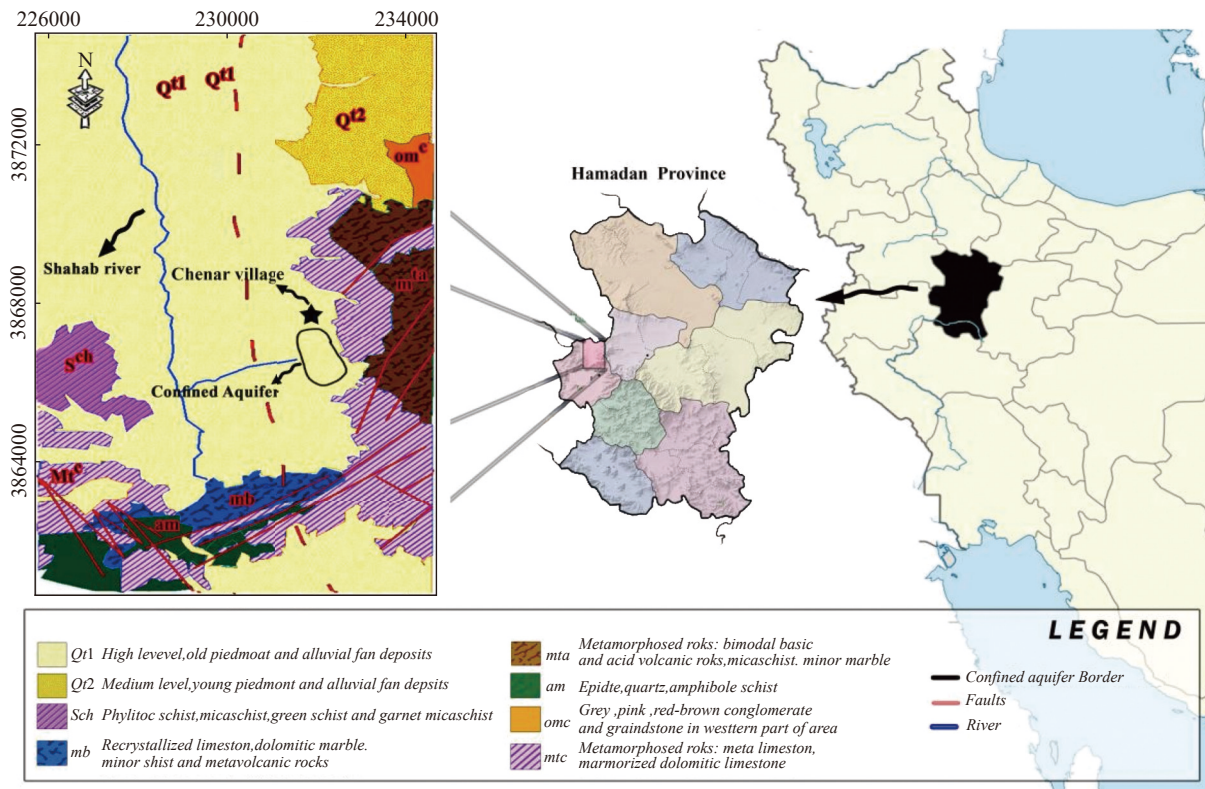 226000
230000
234000
N
Qt1
Qt1
Qt2
omc
3872000
3868000
3864000
Hamadan Province
Shahab river
Chenar village
mta
Sch
Confined Aquifer
Mtc
mb
am
LEGEND
Qt1 High levevel,old piedmoat and alluvial fan deposits
Qt2 Medium level,young piedmont and alluvial fan depsits
Sch Phylitoc schist,micaschist,green schist and garnet micaschist
mb Recrystallized limeston,dolomitic marble.
minor shist and metavolcanic rocks
mta Metamorphosed roks: bimodal basic
and acid volcanic roks,micaschist. minor marble
am Epidte,quartz,amphibole schist
omc Grey ,pink ,red-brown conglomerate
and graindstone in westtern part of area
mtc Metamorphosed roks: meta limeston,
marmorized dolomitic limestone
Confined aquifer Border
Faults
River